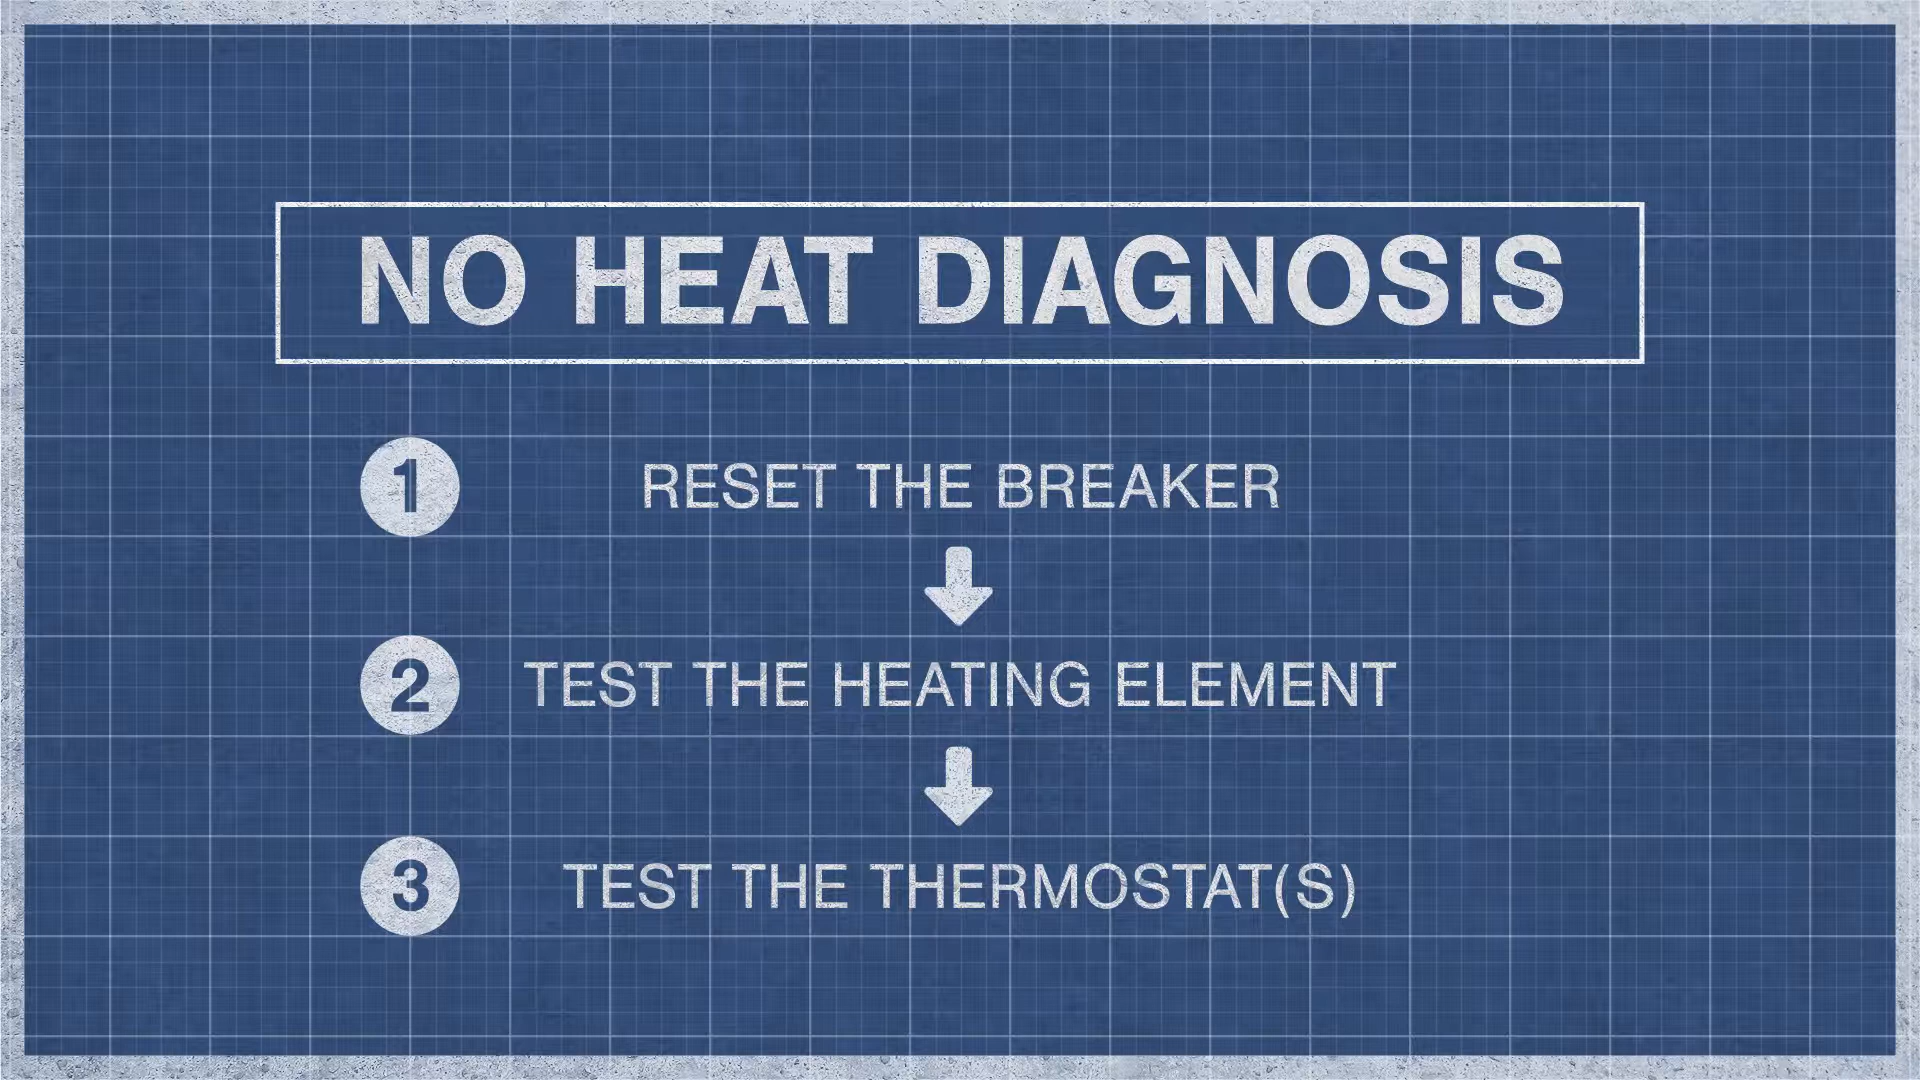 NO HEAT DIAGNOSIS
1 RESET THE BREAKER
2 TEST THE HEATING ELEMENT
3 TEST THE THERMOSTAT(S)